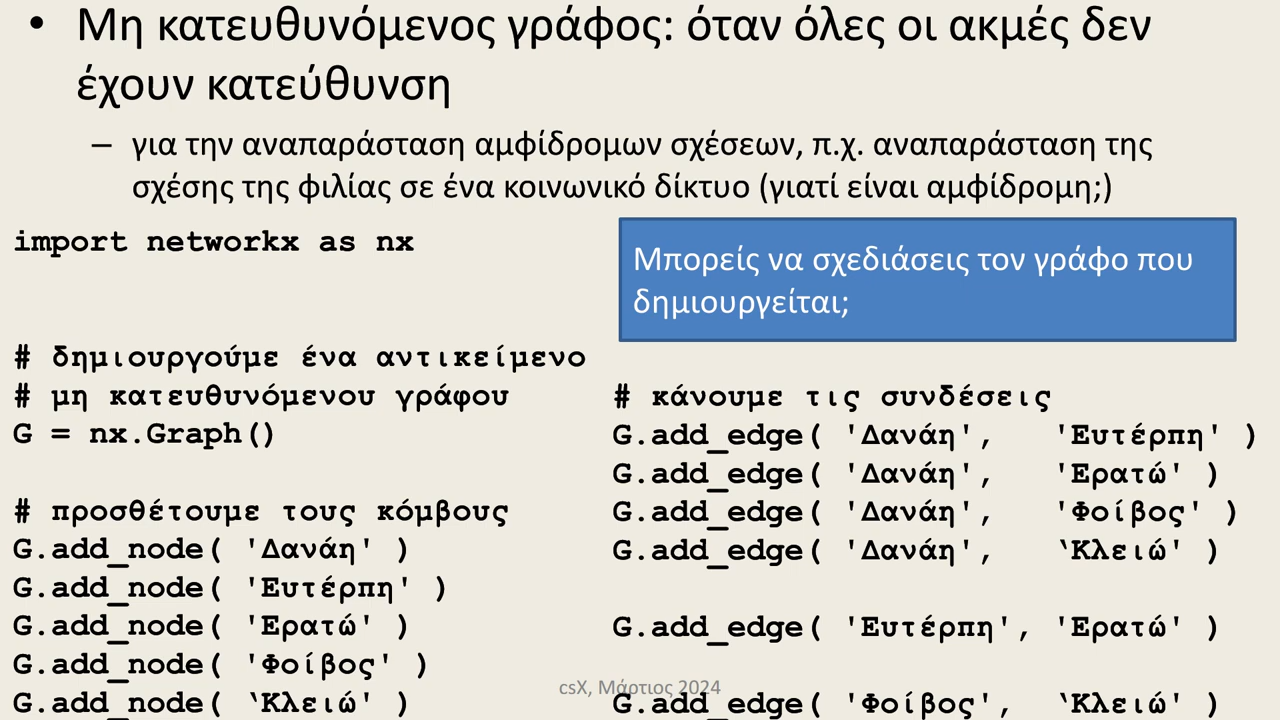 • Μη κατευθυνόμενος γράφος: όταν όλες οι ακμές δεν
έχουν κατεύθυνση
– για την αναπαράσταση αμφίδρομων σχέσεων, π.χ. αναπαράσταση της
σχέσης της φιλίας σε ένα κοινωνικό δίκτυο (γιατί είναι αμφίδρομη;)
import networkx as nx
# δημιουργούμε ένα αντικείμενο
# μη κατευθυνόμενου γράφου
G = nx.Graph()
# προσθέτουμε τους κόμβους
G.add_node( 'Δανάη' )
G.add_node( 'Ευτέρπη' )
G.add_node( 'Ερατώ' )
G.add_node( 'Φοίβος' )
G.add_node( ‘Κλειώ' )
Μπορείς να σχεδιάσεις τον γράφο που
δημιουργείται;
# κάνουμε τις συνδέσεις
G.add_edge( 'Δανάη', 'Ευτέρπη' )
G.add_edge( 'Δανάη', 'Ερατώ' )
G.add_edge( 'Δανάη', 'Φοίβος' )
G.add_edge( 'Δανάη', ‘Κλειώ' )
G.add_edge( 'Ευτέρπη', 'Ερατώ' )
G.add_edge( 'Φοίβος', ‘Κλειώ' )
csX, Μάρτιος 2024